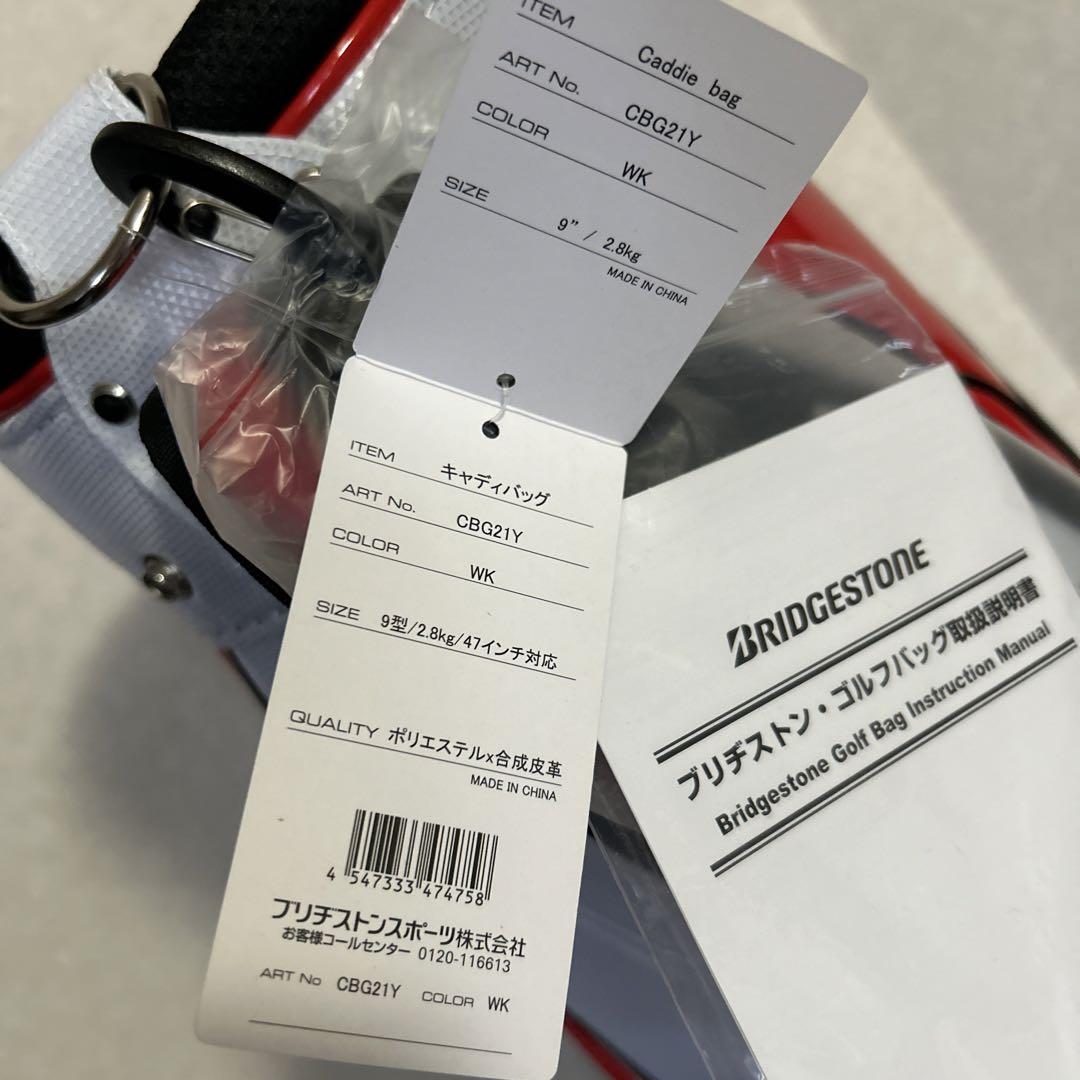 ITEM Caddie bag
ART No. CBG21Y
COLOR WK
SIZE 9" / 2.8kg
MADE IN CHINA
ITEM キャディバッグ
ART No. CBG21Y
COLOR WK
SIZE 9型/2.8kg/47インチ対応
QUALITY ポリエステルx合成皮革
MADE IN CHINA
4 547333 474758
ブリヂストンスポーツ株式会社
お客様コールセンター 0120-116613
ART No CBG21Y COLOR WK
BRIDGESTONE
ブリヂストン・ゴルフバッグ取扱説明書
Bridgestone Golf Bag Instruction Manual